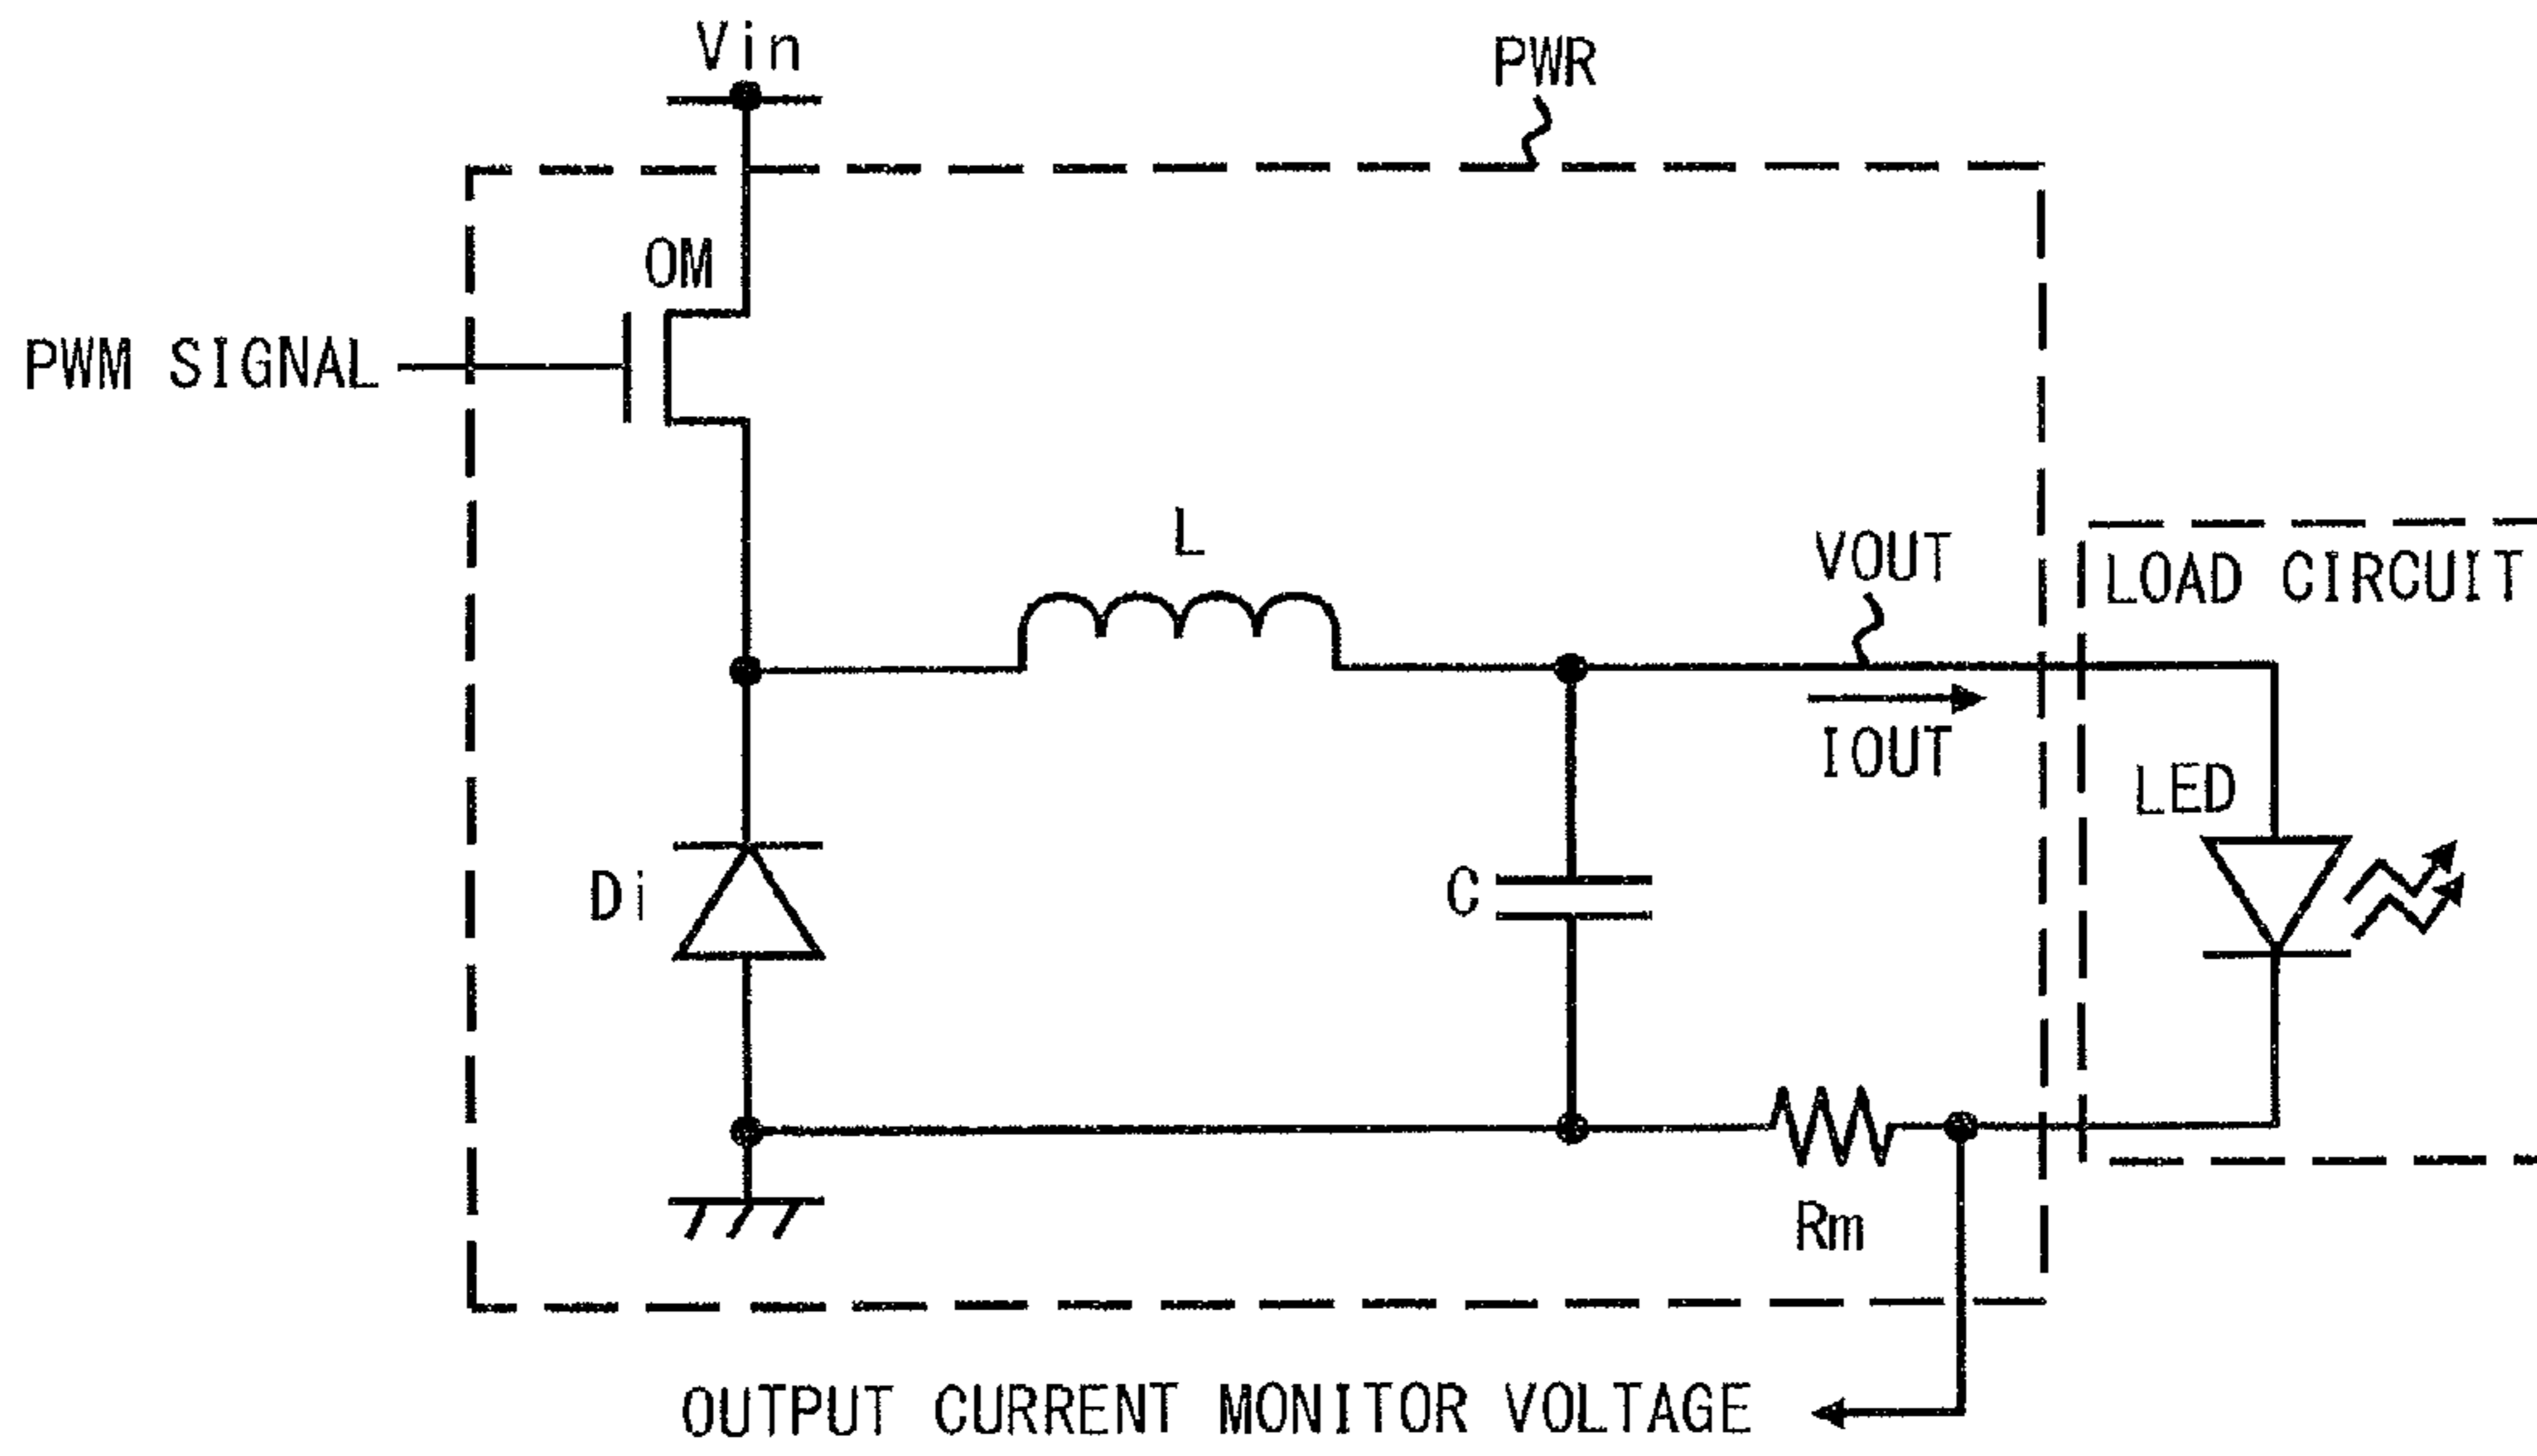 Vin
PWR
OM
PWM SIGNAL
L
VOUT
LOAD CIRCUIT
IOUT
LED
Di
C
Rm
OUTPUT CURRENT MONITOR VOLTAGE